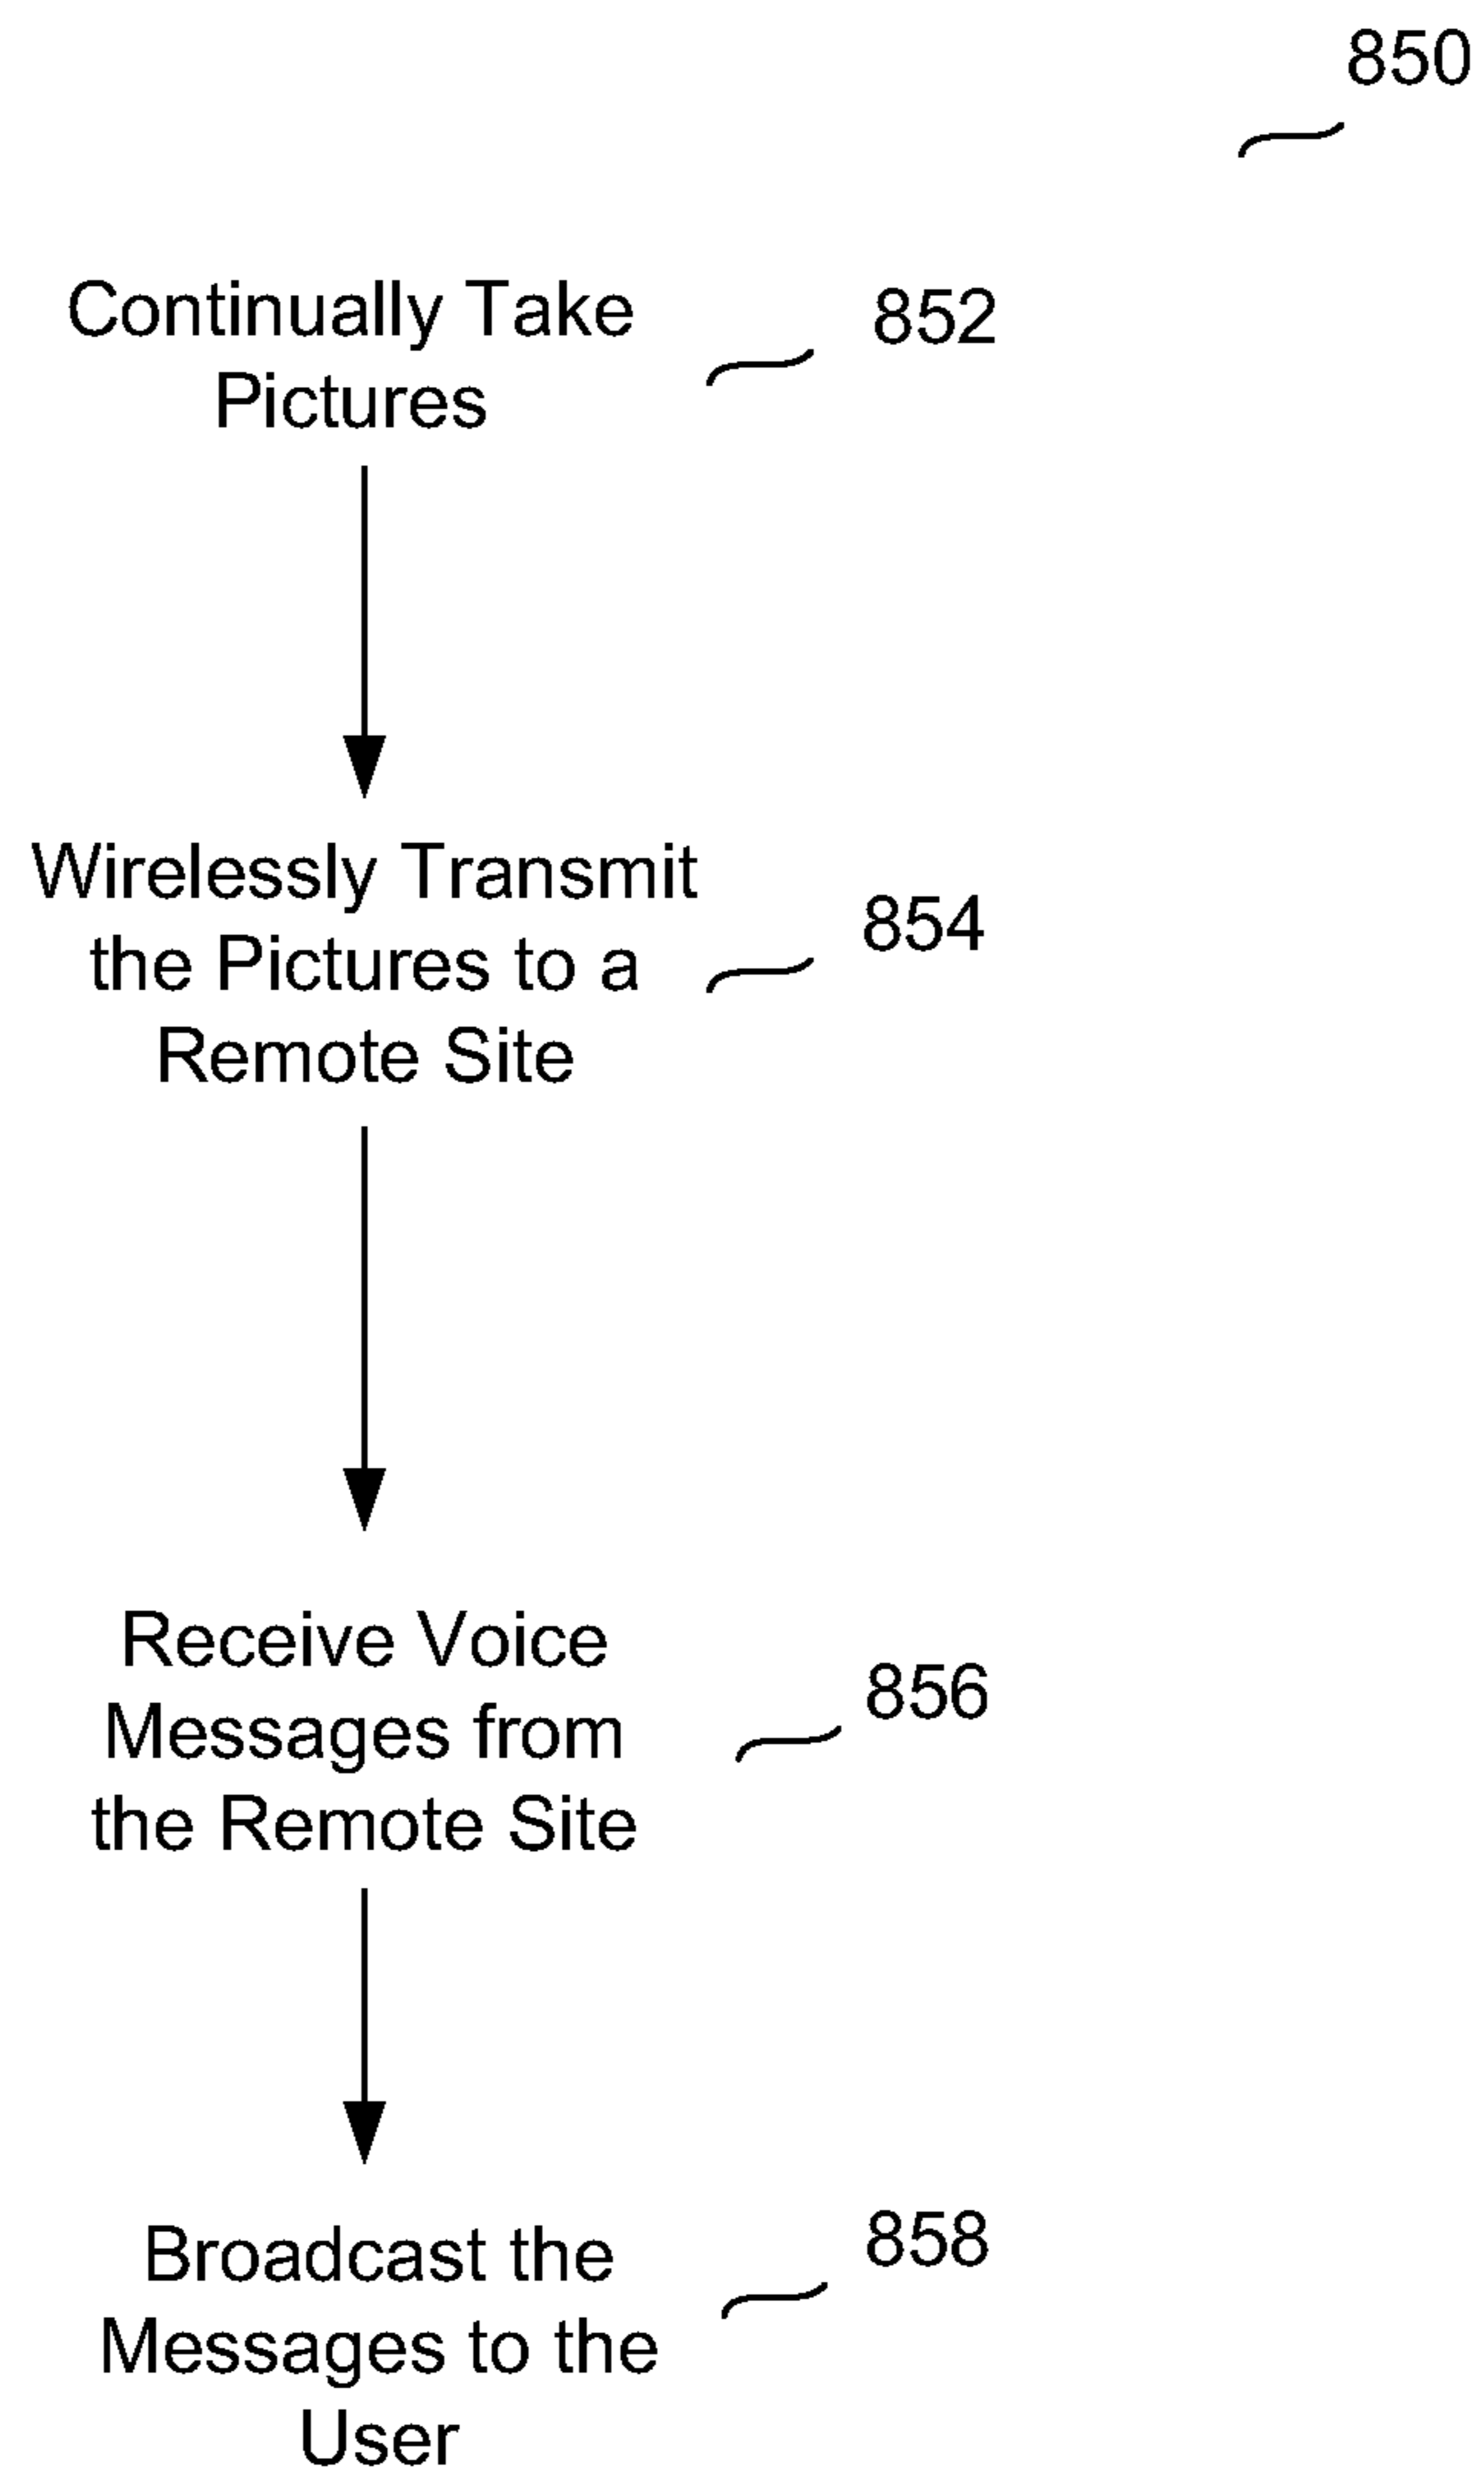 850
Continually Take
Pictures
852
Wirelessly Transmit
the Pictures to a
Remote Site
854
Receive Voice
Messages from
the Remote Site
856
Broadcast the
Messages to the
User
858